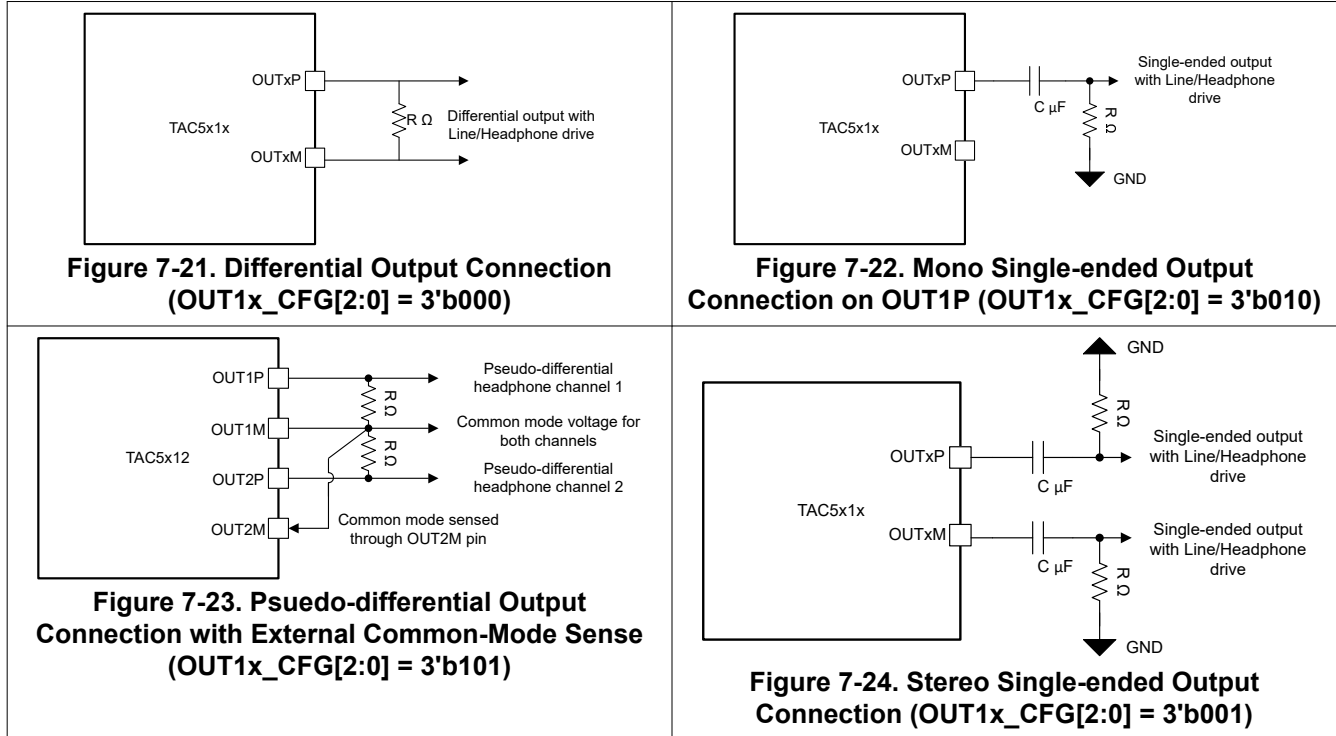 OUTxP
OUTxM
TAC5x1x
R Ω
Differential output with
Line/Headphone drive
Figure 7-21. Differential Output Connection
(OUT1x_CFG[2:0] = 3'b000)
OUTxP
OUTxM
TAC5x1x
C µF
R Ω
GND
Single-ended output
with Line/Headphone
drive
Figure 7-22. Mono Single-ended Output
Connection on OUT1P (OUT1x_CFG[2:0] = 3'b010)
OUT1P
OUT1M
OUT2P
OUT2M
TAC5x12
R Ω
R Ω
Pseudo-differential
headphone channel 1
Common mode voltage for
both channels
Pseudo-differential
headphone channel 2
Common mode sensed
through OUT2M pin
Figure 7-23. Psuedo-differential Output
Connection with External Common-Mode Sense
(OUT1x_CFG[2:0] = 3'b101)
GND
R Ω
OUTxP
C µF
Single-ended output
with Line/Headphone
drive
TAC5x1x
OUTxM
C µF
R Ω
Single-ended output
with Line/Headphone
drive
GND
Figure 7-24. Stereo Single-ended Output
Connection (OUT1x_CFG[2:0] = 3'b001)